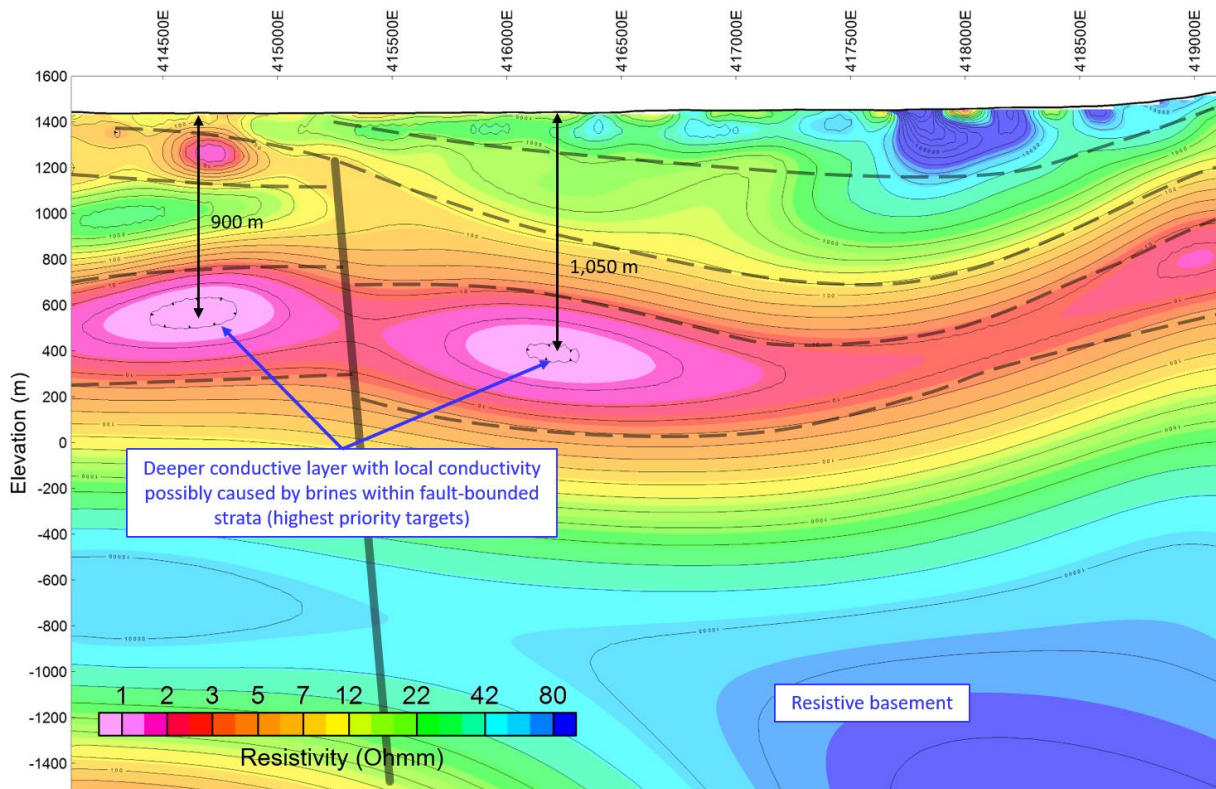 414500E 415000E 415500E 416000E 416500E 417000E 417500E 418000E 418500E 419000E
1600
1400
1200
1000
800
600
400
200
0
-200
-400
-600
-800
-1000
-1200
-1400
Elevation (m)
900 m
1,050 m
Deeper conductive layer with local conductivity
possibly caused by brines within fault-bounded
strata (highest priority targets)
Resistive basement
1 2 3 5 7 12 22 42 80
Resistivity (Ohmm)